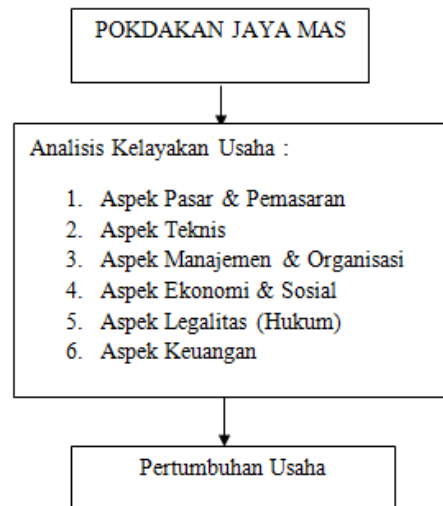 POKDAKAN JAYA MAS
Analisis Kelayakan Usaha :
1. Aspek Pasar & Pemasaran
2. Aspek Teknis
3. Aspek Manajemen & Organisasi
4. Aspek Ekonomi & Sosial
5. Aspek Legalitas (Hukum)
6. Aspek Keuangan
Pertumbuhan Usaha